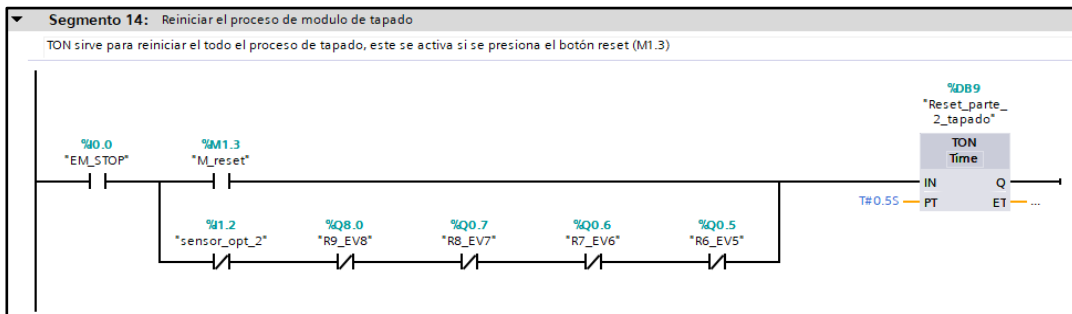 Segmento 14: Reiniciar el proceso de modulo de tapado
TON sirve para reiniciar el todo el proceso de tapado, este se activa si se presiona el botón reset (M1.3)
%DB9
"Reset_parte_
2_tapado"
%I0.0
"EM_STOP"
%M1.3
"M_reset"
TON
Time
IN
Q
T#0.5S
PT
ET
...
%I1.2
"sensor_opt_2"
%Q8.0
"R9_EV8"
%Q0.7
"R8_EV7"
%Q0.6
"R7_EV6"
%Q0.5
"R6_EV5"